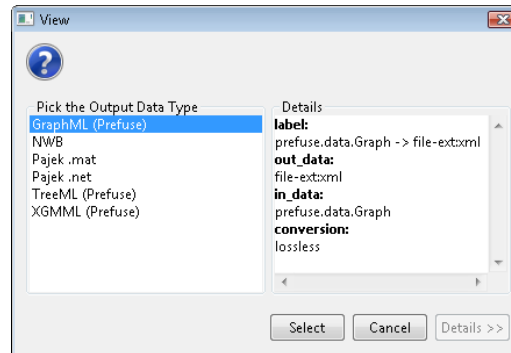 View
Pick the Output Data Type
GraphML (Prefuse)
NWB
Pajek .mat
Pajek .net
TreeML (Prefuse)
XGMML (Prefuse)
Details
label:
prefuse.data.Graph -> file-ext:xml
out_data:
file-ext:xml
in_data:
prefuse.data.Graph
conversion:
lossless
Select
Cancel
Details >>